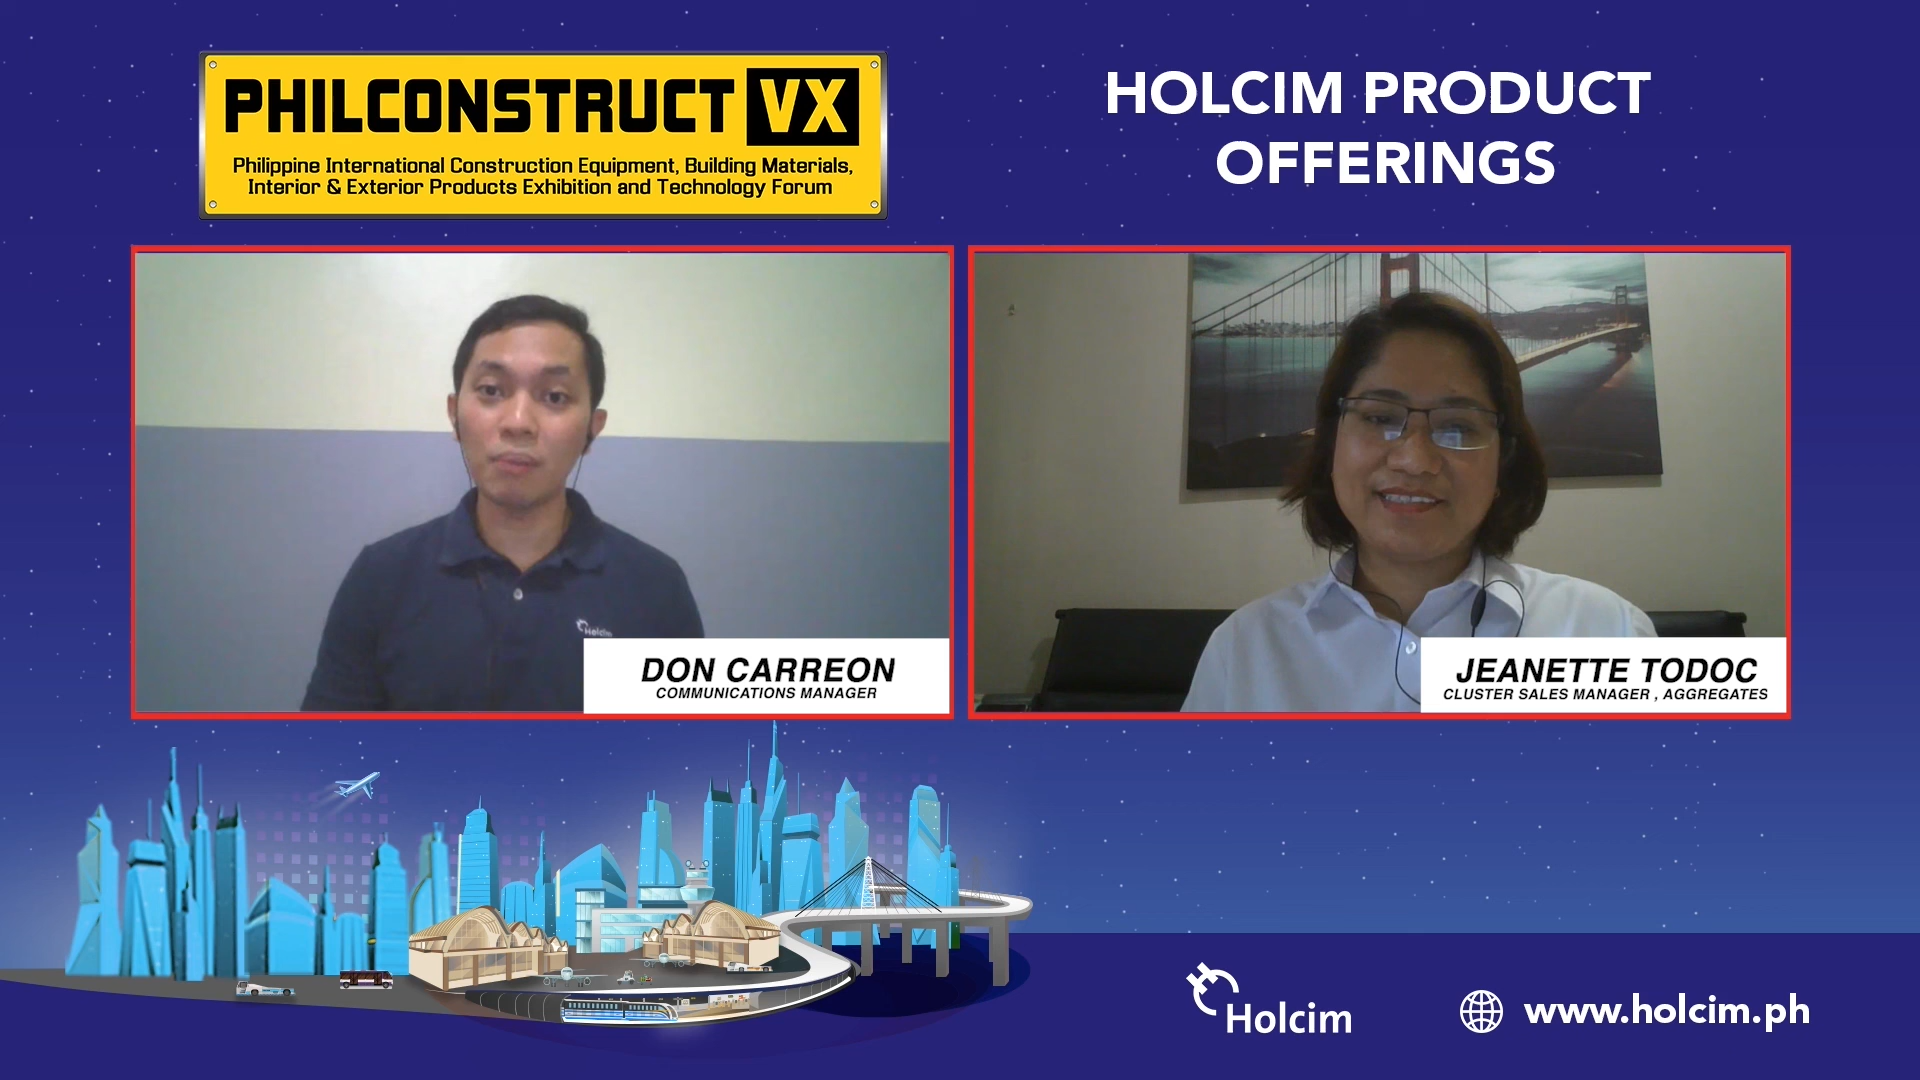 PHILCONSTRUCT VX
Philippine International Construction Equipment, Building Materials,
Interior & Exterior Products Exhibition and Technology Forum
HOLCIM PRODUCT
OFFERINGS
Holcim
DON CARREON
COMMUNICATIONS MANAGER
JEANETTE TODOC
CLUSTER SALES MANAGER , AGGREGATES
Holcim
www.holcim.ph